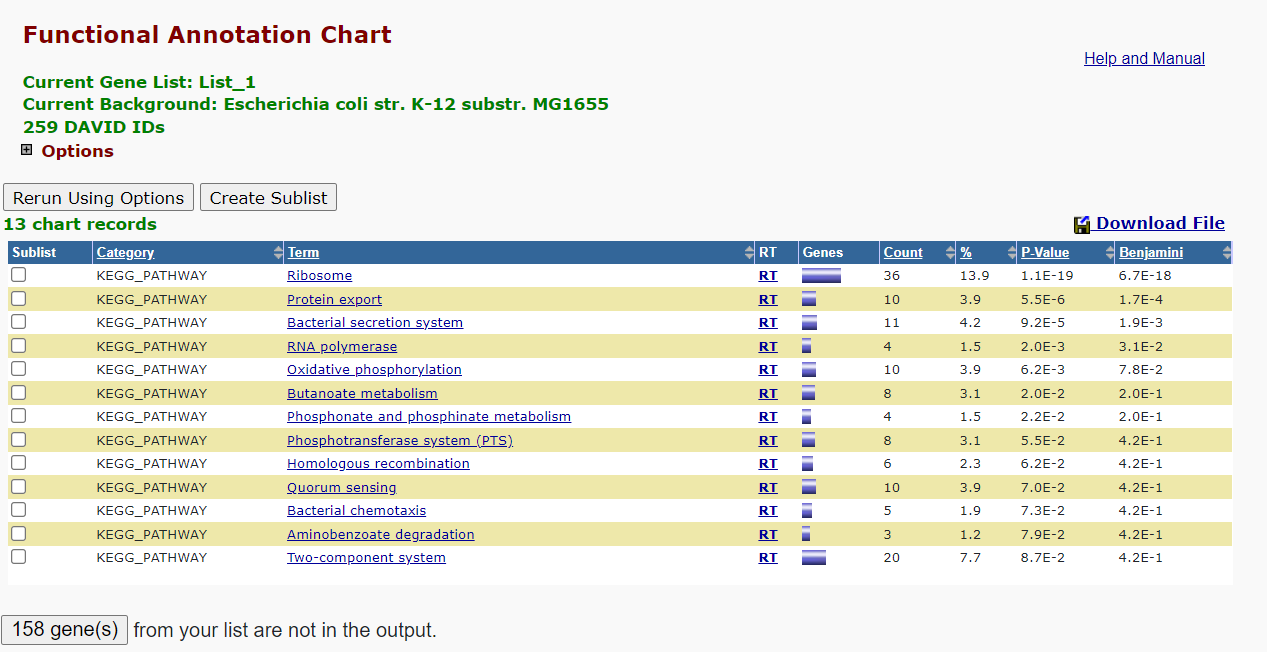 Functional Annotation Chart
Help and Manual
Current Gene List: List_1
Current Background: Escherichia coli str. K-12 substr. MG1655
259 DAVID IDs
Options
Rerun Using Options Create Sublist
13 chart records Download File
Sublist Category Term RT Genes Count % P-Value Benjamini
KEGG_PATHWAY Ribosome RT 36 13.9 1.1E-19 6.7E-18
KEGG_PATHWAY Protein export RT 10 3.9 5.5E-6 1.7E-4
KEGG_PATHWAY Bacterial secretion system RT 11 4.2 9.2E-5 1.9E-3
KEGG_PATHWAY RNA polymerase RT 4 1.5 2.0E-3 3.1E-2
KEGG_PATHWAY Oxidative phosphorylation RT 10 3.9 6.2E-3 7.8E-2
KEGG_PATHWAY Butanoate metabolism RT 8 3.1 2.0E-2 2.0E-1
KEGG_PATHWAY Phosphonate and phosphinate metabolism RT 4 1.5 2.2E-2 2.0E-1
KEGG_PATHWAY Phosphotransferase system (PTS) RT 8 3.1 5.5E-2 4.2E-1
KEGG_PATHWAY Homologous recombination RT 6 2.3 6.2E-2 4.2E-1
KEGG_PATHWAY Quorum sensing RT 10 3.9 7.0E-2 4.2E-1
KEGG_PATHWAY Bacterial chemotaxis RT 5 1.9 7.3E-2 4.2E-1
KEGG_PATHWAY Aminobenzoate degradation RT 3 1.2 7.9E-2 4.2E-1
KEGG_PATHWAY Two-component system RT 20 7.7 8.7E-2 4.2E-1
158 gene(s) from your list are not in the output.